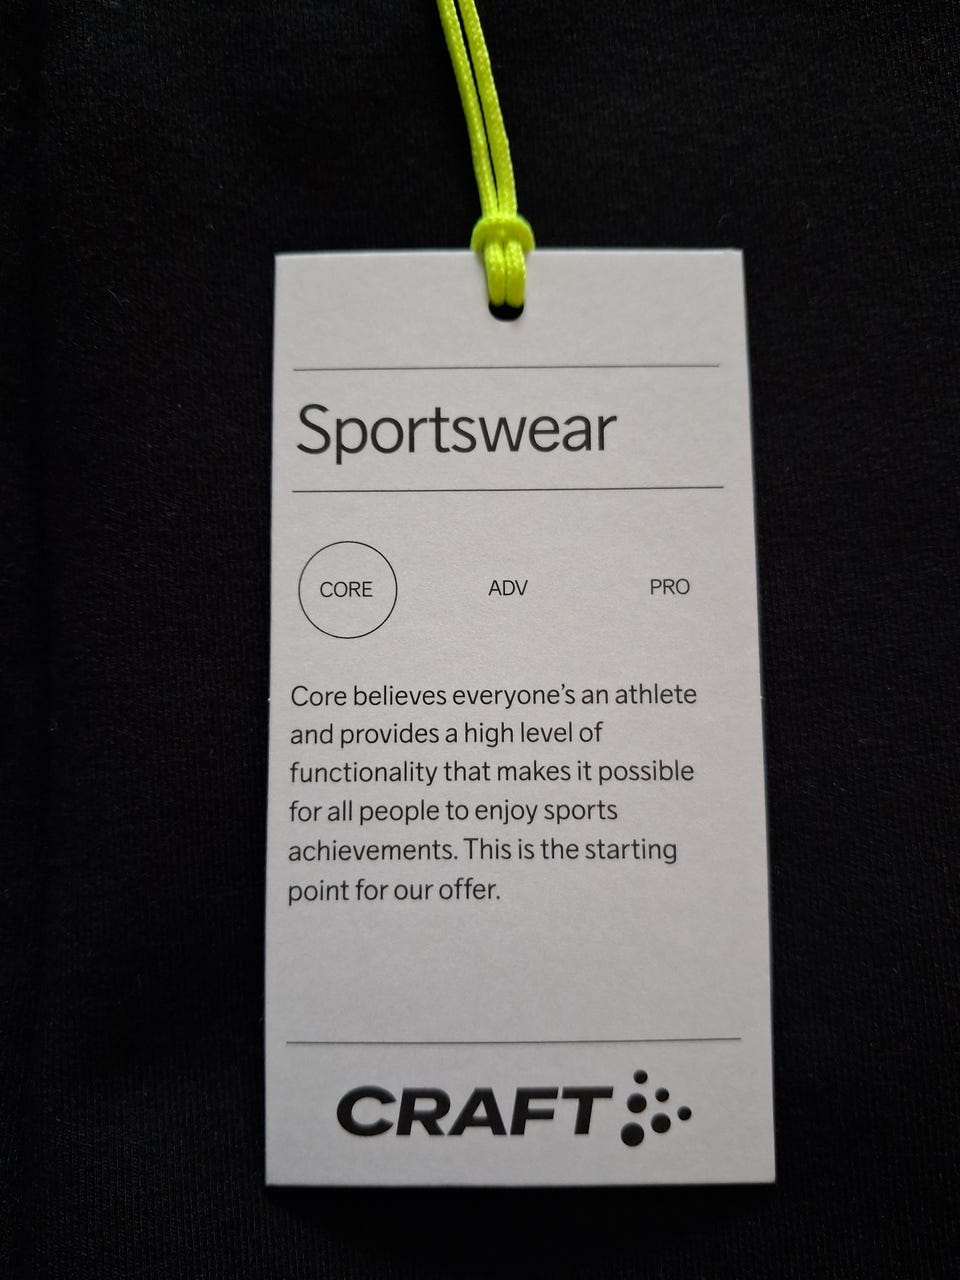 Sportswear
CORE ADV PRO
Core believes everyone’s an athlete
and provides a high level of
functionality that makes it possible
for all people to enjoy sports
achievements. This is the starting
point for our offer.
CRAFT